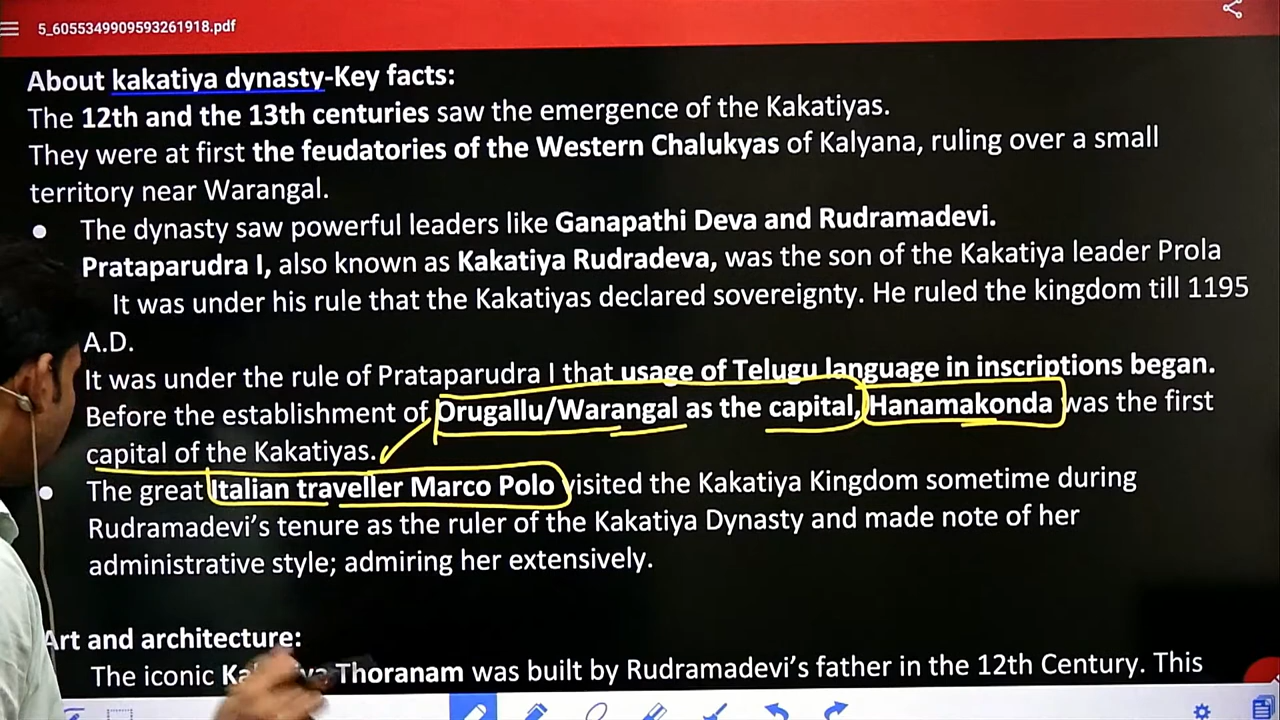 5_6055349909593261918.pdf
About kakatiya dynasty-Key facts:
The 12th and the 13th centuries saw the emergence of the Kakatiyas.
They were at first the feudatories of the Western Chalukyas of Kalyana, ruling over a small
territory near Warangal.
● The dynasty saw powerful leaders like Ganapathi Deva and Rudramadevi.
Prataparudra I, also known as Kakatiya Rudradeva, was the son of the Kakatiya leader Prola
It was under his rule that the Kakatiyas declared sovereignty. He ruled the kingdom till 1195
A.D.
It was under the rule of Prataparudra I that usage of Telugu language in inscriptions began.
Before the establishment of Orugallu/Warangal as the capital, Hanamakonda was the first
capital of the Kakatiyas.
● The great Italian traveller Marco Polo visited the Kakatiya Kingdom sometime during
Rudramadevi's tenure as the ruler of the Kakatiya Dynasty and made note of her
administrative style; admiring her extensively.
Art and architecture:
The iconic Thoranam was built by Rudramadevi's father in the 12th Century. This